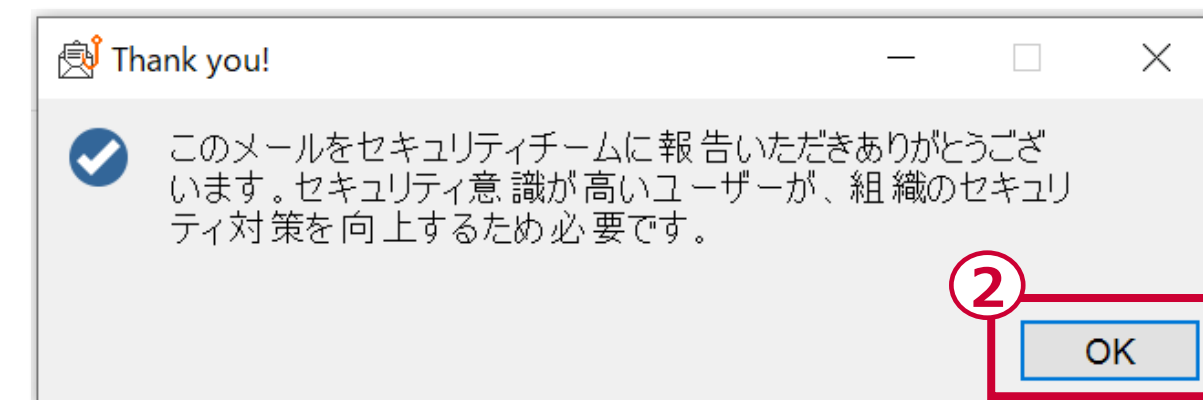 Thank you!
このメールをセキュリティチームに報告いただきありがとうござ
います。セキュリティ意識が高いユーザーが、組織のセキュリ
ティ対策を向上するため必要です。
②
OK